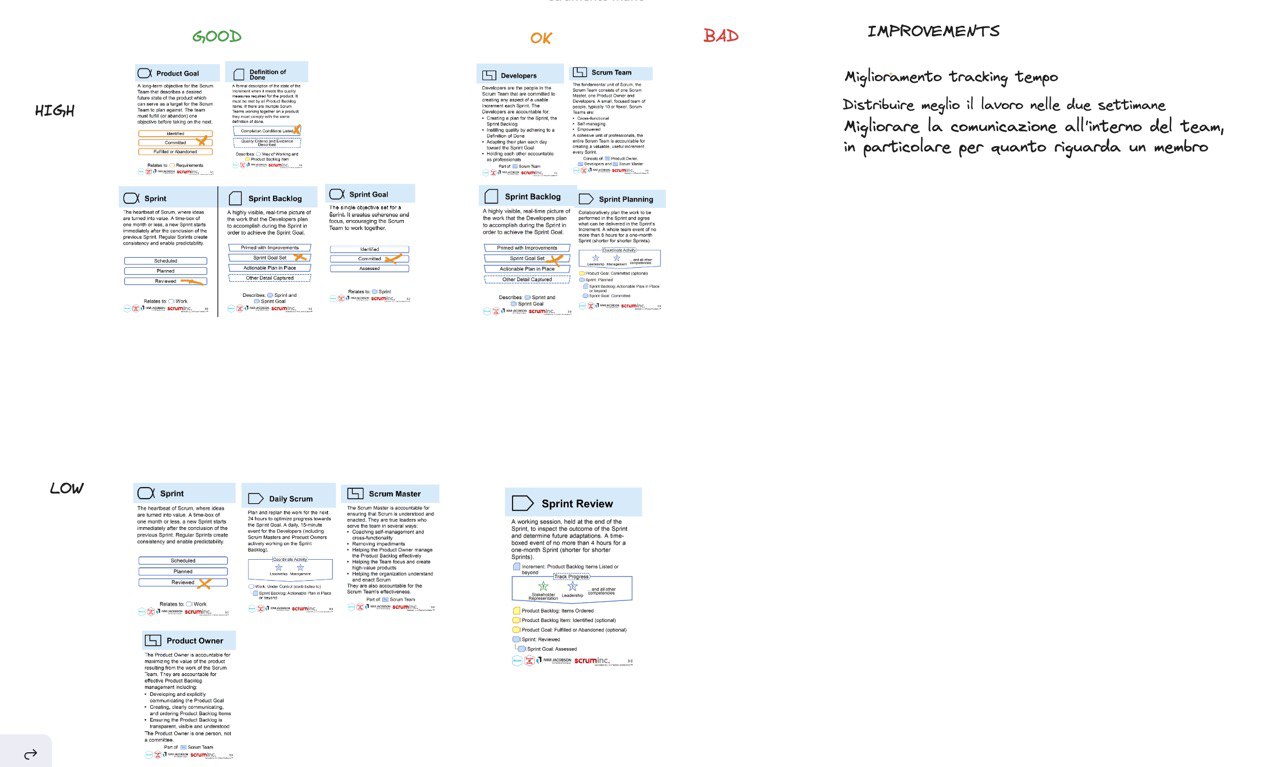 GOOD
OK
BAD
IMPROVEMENTS
HIGH
Product Goal
A long-term objective for the Scrum
Team that describes a desired
future state of the product which
can serve as a target for the Scrum
Team to plan against. The team
must fulfill (or abandon) one
objective before taking on the next.
Identified
Committed
Fulfilled or Abandoned
Relates to: Requirements
Definition of
Done
A formal description of the state of the
Increment when it meets the quality
measures required for the product. It
must be met by all Product Backlog
Items. If there are multiple Scrum
Teams working together on a product
they must comply with the same
definition of done.
Completion Conditions Listed
Quality Criteria and Evidence
Described
Describes: Way of Working and
Product Backlog Item
Developers
Developers are the people in the
Scrum Team that are committed to
creating any aspect of a usable
Increment each Sprint. The
Developers are accountable for:
• Creating a plan for the Sprint, the
Sprint Backlog
• Instilling quality by adhering to a
Definition of Done
• Adapting their plan each day
toward the Sprint Goal
• Holding each other accountable
as professionals
Part of: Scrum Team
Scrum Team
The fundamental unit of Scrum, the
Scrum Team consists of one Scrum
Master, one Product Owner and
Developers. A small, focused team of
people, typically 10 or fewer. Scrum
Teams are:
• Cross-functional
• Self-managing
• Empowered
A cohesive unit of professionals, the
entire Scrum Team is accountable for
creating a valuable, useful increment
every Sprint.
Consists of: Product Owner,
Developers and Scrum Master
Miglioramento tracking tempo
Distribuire meglio il lavoro nelle due settimane
Migliorare la comunicazione all'interno del team,
in particolare per quanto riguarda un membro
Sprint
The heartbeat of Scrum, where ideas
are turned into value. A time-box of
one month or less, a new Sprint starts
immediately after the conclusion of the
previous Sprint. Regular Sprints create
consistency and enable predictability.
Scheduled
Planned
Reviewed
Relates to: Work
Sprint Backlog
A highly visible, real-time picture of
the work that the Developers plan
to accomplish during the Sprint in
order to achieve the Sprint Goal.
Primed with Improvements
Sprint Goal Set
Actionable Plan in Place
Other Detail Captured
Describes: Sprint and
Sprint Goal
Sprint Goal
The single objective set for a
Sprint. It creates coherence and
focus, encouraging the Scrum
Team to work together.
Identified
Committed
Assessed
Relates to: Sprint
Sprint Backlog
A highly visible, real-time picture of
the work that the Developers plan
to accomplish during the Sprint in
order to achieve the Sprint Goal.
Primed with Improvements
Sprint Goal Set
Actionable Plan in Place
Other Detail Captured
Describes: Sprint and
Sprint Goal
Sprint Planning
Collaboratively plan the work to be
performed in the Sprint and agree
what can be delivered in the Sprint's
Increment. A whole team event of no
more than 8 hours for a one-month
Sprint (shorter for shorter Sprints).
Coordinate Activity
Leadership Management
and all other
competencies
Product Goal: Committed (optional)
Sprint: Planned
Sprint Backlog: Actionable Plan in Place
or beyond
Sprint Goal: Committed
LOW
Sprint
The heartbeat of Scrum, where ideas
are turned into value. A time-box of
one month or less, a new Sprint starts
immediately after the conclusion of the
previous Sprint. Regular Sprints create
consistency and enable predictability.
Scheduled
Planned
Reviewed
Relates to: Work
Daily Scrum
Plan and replan the work for the next
24 hours to optimize progress towards
the Sprint Goal. A daily, 15-minute
event for the Developers (including
Scrum Masters and Product Owners
actively working on the Sprint
Backlog).
Coordinate Activity
Leadership Management
Work: Under Control (contributes to)
Sprint Backlog: Actionable Plan in Place
or beyond
Scrum Master
The Scrum Master is accountable for
ensuring that Scrum is understood and
enacted. They are true leaders who
serve the team in several ways:
• Coaching self-management and
cross-functionality
• Removing impediments
• Helping the Product Owner manage
the Product Backlog effectively
• Helping the Team focus and create
high-value products
• Helping the organization understand
and enact Scrum
They are also accountable for the
Scrum Team's effectiveness.
Part of: Scrum Team
Sprint Review
A working session, held at the end of the
Sprint, to inspect the outcome of the Sprint
and determine future adaptations. A time-
boxed event of no more than 4 hours for a
one-month Sprint (shorter for shorter
Sprints).
Increment: Product Backlog Items Listed or
beyond
Track Progress
Stakeholder
Representation
Leadership
and all other
competencies
Product Backlog: Items Ordered
Product Backlog Item: Identified (optional)
Product Goal: Fulfilled or Abandoned (optional)
Sprint: Reviewed
Sprint Goal: Assessed
IVAR JACOBSON
scruminc.
Product Owner
The Product Owner is accountable for
maximizing the value of the product
resulting from the work of the Scrum
Team. They are accountable for
effective Product Backlog
management including:
• Developing and explicitly
communicating the Product Goal
• Creating, clearly communicating,
and ordering Product Backlog Items
• Ensuring the Product Backlog is
transparent, visible and understood
The Product Owner is one person, not
a committee.
Part of: Scrum Team